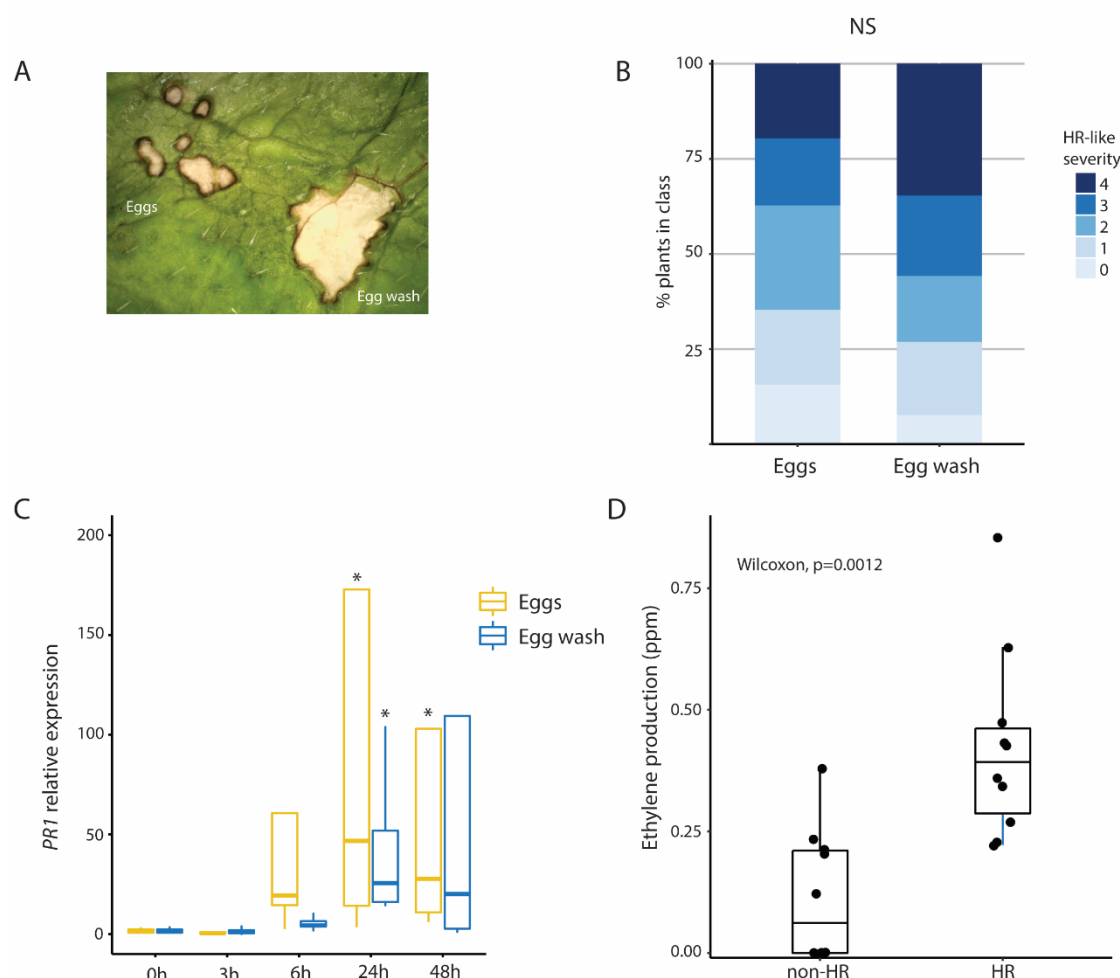 A
Eggs
Egg wash
NS
B
100
75
50
25
% plants in class
Eggs
Egg wash
HR-like
severity
4
3
2
1
0
C
200
150
100
50
0
PR1 relative expression
*
*
*
Eggs
Egg wash
0h
3h
6h
24h
48h
D
Wilcoxon, p=0.0012
0.75
0.50
0.25
0.00
Ethylene production (ppm)
non-HR
HR